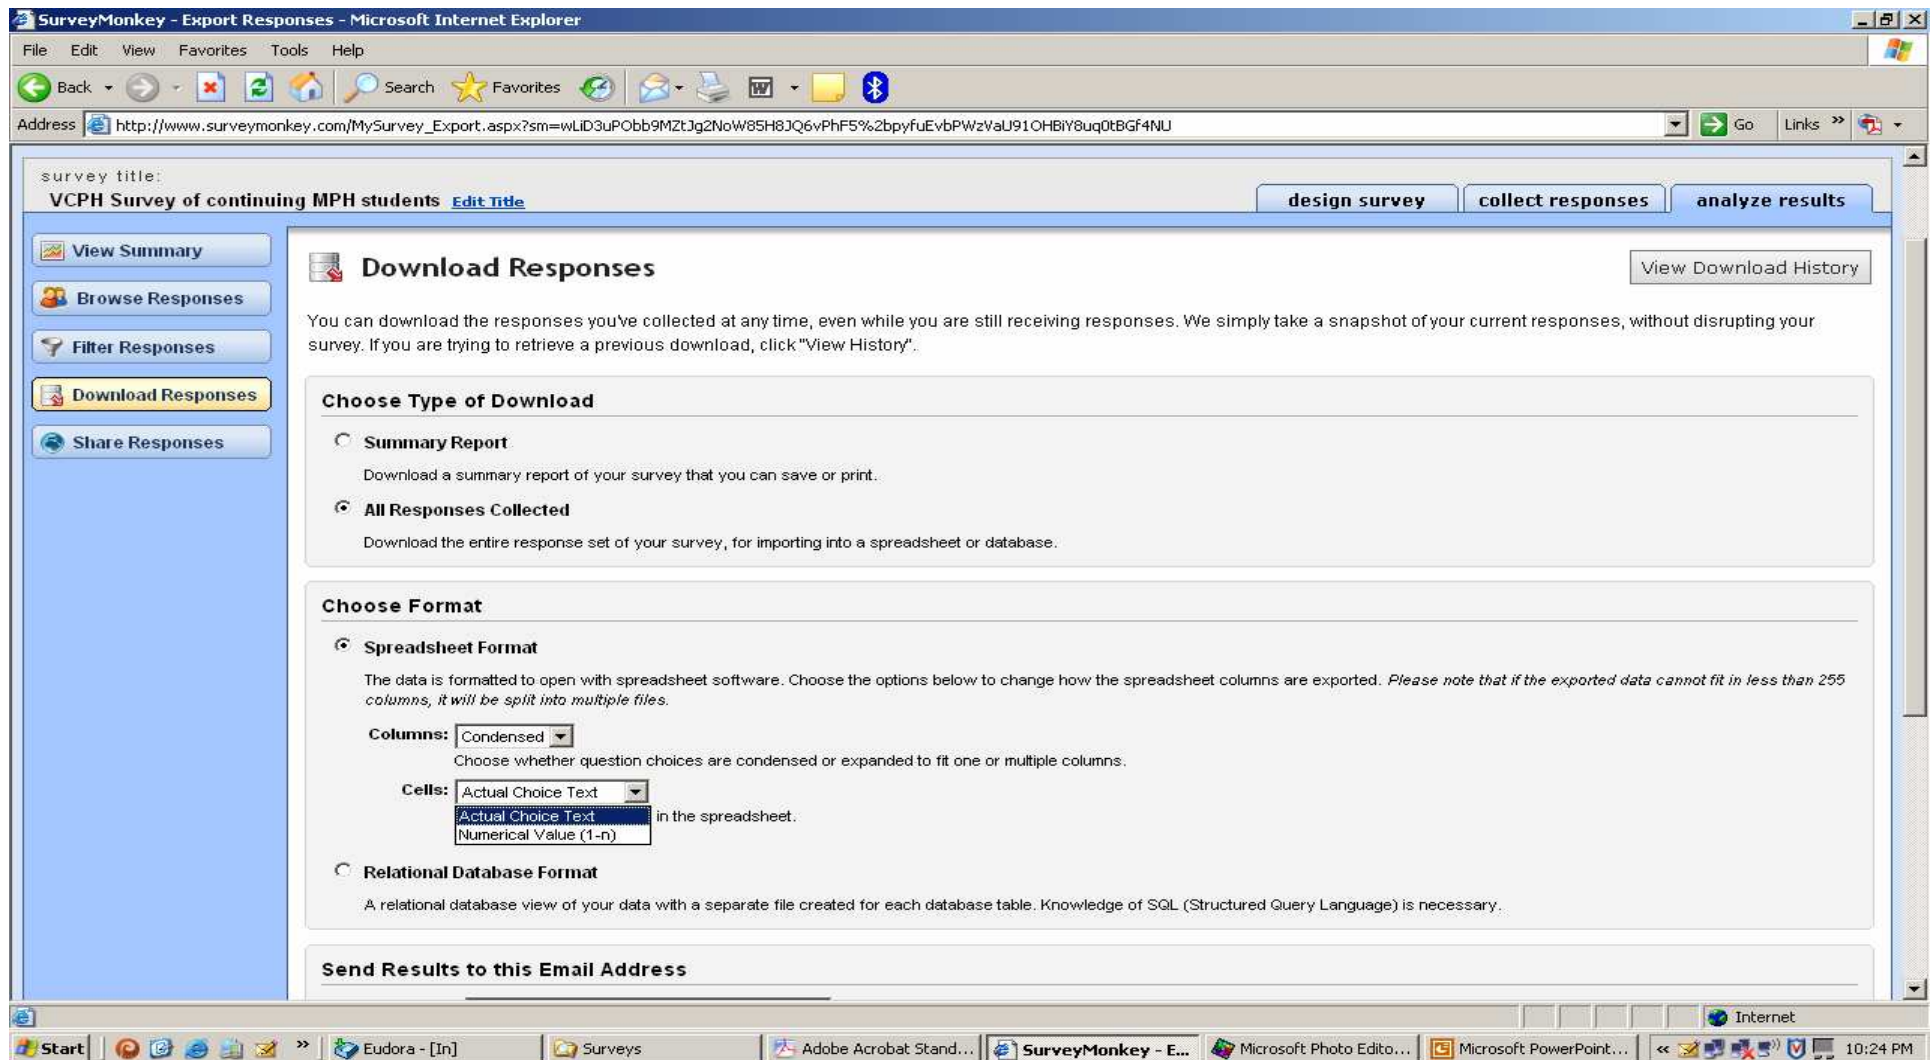 SurveyMonkey - Export Responses - Microsoft Internet Explorer
File Edit View Favorites Tools Help
Back Search Favorites
Address http://www.surveymonkey.com/MySurvey_Export.aspx?sm=wLiD3uPObb9MZtJg2NoW85H8JQ6vPhF5%2bpyfuEvbPWzVaU91OHBiY8uq0tBGf4NU Go Links »
survey title:
VCPH Survey of continuing MPH students Edit Title
design survey collect responses analyze results
View Summary
Browse Responses
Filter Responses
Download Responses
Share Responses
Download Responses
View Download History
You can download the responses you've collected at any time, even while you are still receiving responses. We simply take a snapshot of your current responses, without disrupting your
survey. If you are trying to retrieve a previous download, click "View History".
Choose Type of Download
Summary Report
Download a summary report of your survey that you can save or print.
All Responses Collected
Download the entire response set of your survey, for importing into a spreadsheet or database.
Choose Format
Spreadsheet Format
The data is formatted to open with spreadsheet software. Choose the options below to change how the spreadsheet columns are exported. Please note that if the exported data cannot fit in less than 255
columns, it will be split into multiple files.
Columns: Condensed
Choose whether question choices are condensed or expanded to fit one or multiple columns.
Cells: Actual Choice Text
Actual Choice Text in the spreadsheet.
Numerical Value (1-n)
Relational Database Format
A relational database view of your data with a separate file created for each database table. Knowledge of SQL (Structured Query Language) is necessary.
Send Results to this Email Address
Internet
Start » Eudora - [In] Surveys Adobe Acrobat Stand... SurveyMonkey - E... Microsoft Photo Edito... Microsoft PowerPoint... « 10:24 PM